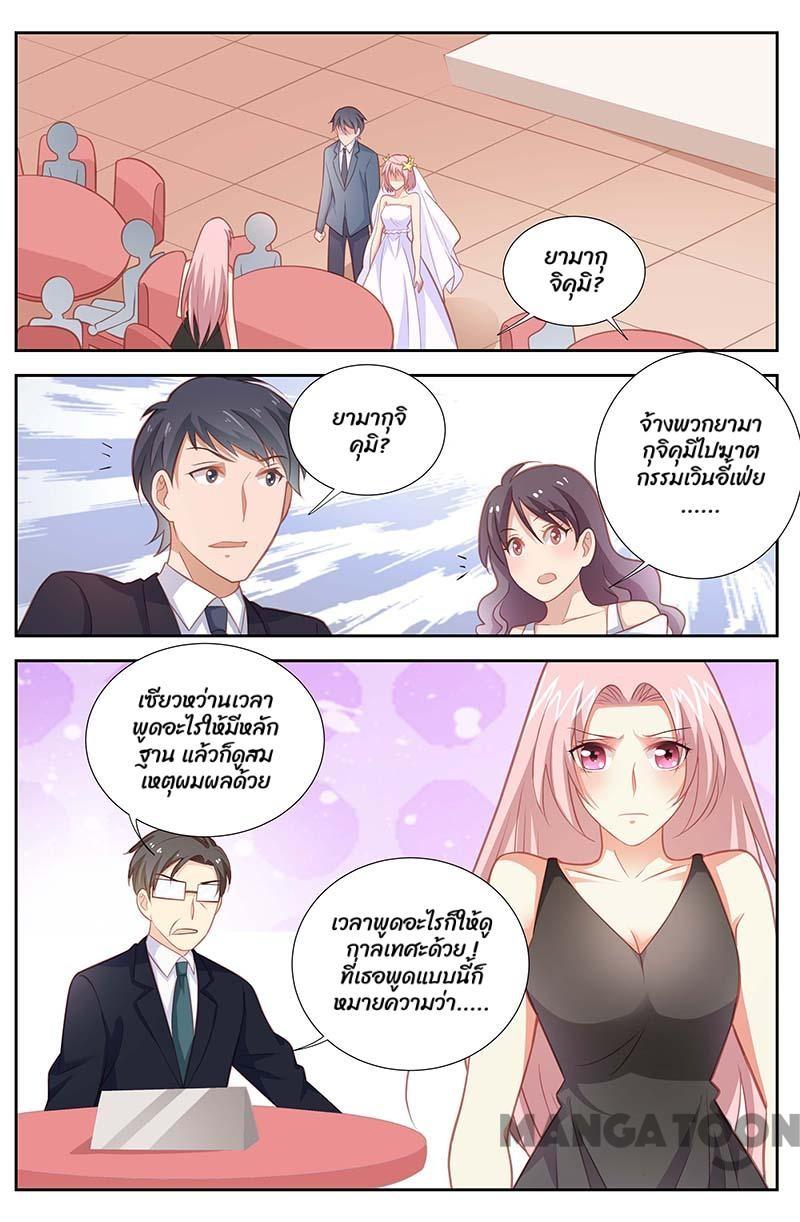 ยามากุ
จิคุมิ?
ยามากุจิ
คุมิ?
จ้างพวกยามา
กุจิคุมิไปฆาต
กรรมเวินอี๋เฟ่ย
......
เซียวหว่านเวลา
พูดอะไรให้มีหลัก
ฐาน แล้วก็ดูสม
เหตุผมผลด้วย
เวลาพูดอะไรก็ให้ดู
กาลเทศะด้วย !
ที่เธอพูดแบบนี้ก็
หมายความว่า.....
MANGATOON